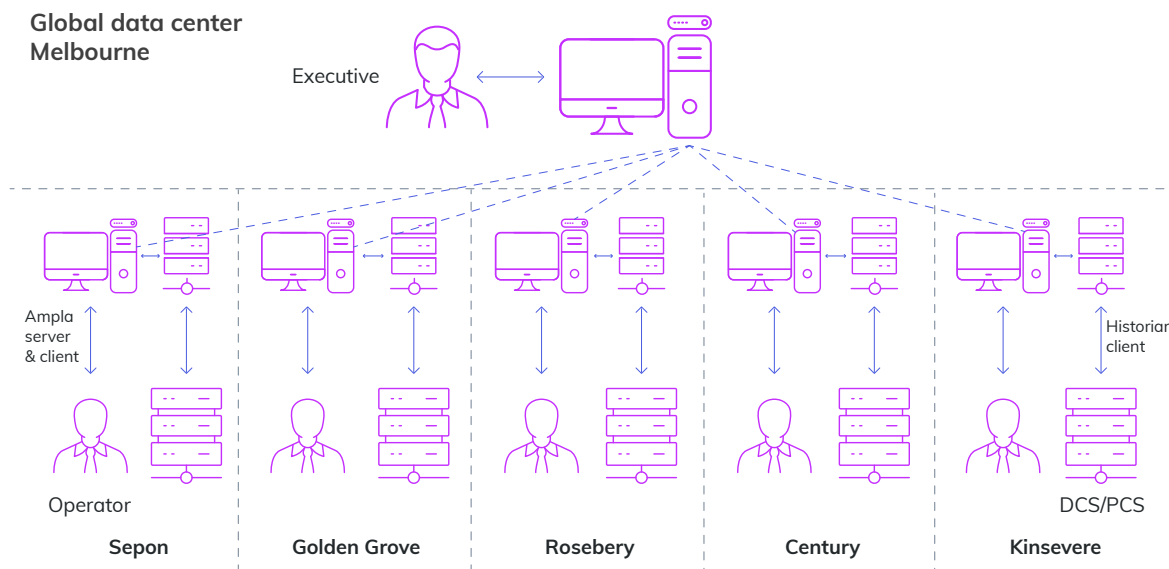 Global data center
Melbourne
Executive
Ampla
server
& client
Historian
client
Operator
DCS/PCS
Sepon
Golden Grove
Rosebery
Century
Kinsevere